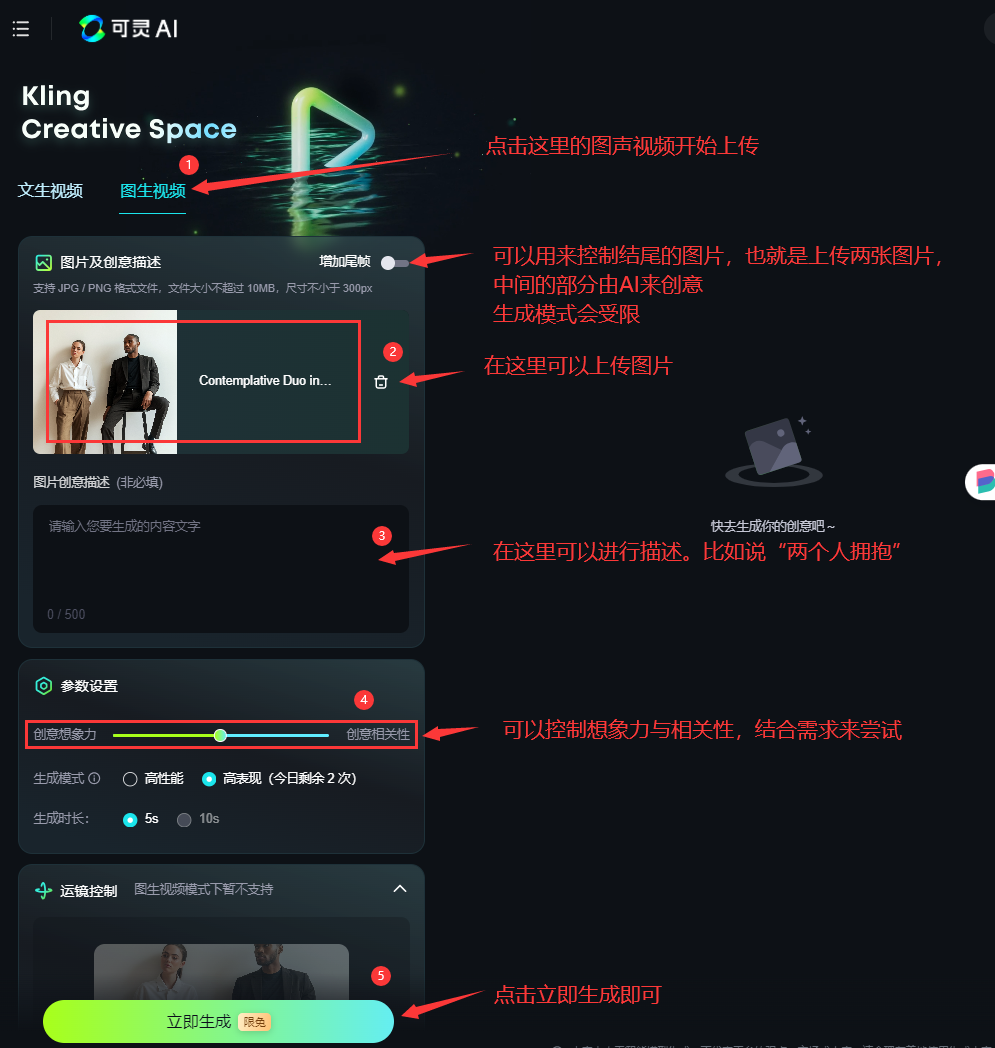 可灵 AI
Kling
Creative Space
1
点击这里的图声视频开始上传
文生视频
图生视频
图片及创意描述
增加尾帧
可以用来控制结尾的图片，也就是上传两张图片，
中间的部分由AI来创意
生成模式会受限
支持 JPG / PNG 格式文件，文件大小不超过 10MB，尺寸不小于 300px
2
在这里可以上传图片
Contemplative Duo in...
图片创意描述 (非必填)
请输入您要生成的内容文字
3
快去生成你的创意吧～
在这里可以进行描述。比如说“两个人拥抱”
0 / 500
参数设置
4
创意想象力
创意相关性
可以控制想象力与相关性，结合需求来尝试
生成模式
高性能
高表现（今日剩余 2 次）
生成时长：
5s
10s
运镜控制
图生视频模式下暂不支持
5
点击立即生成即可
立即生成
限免